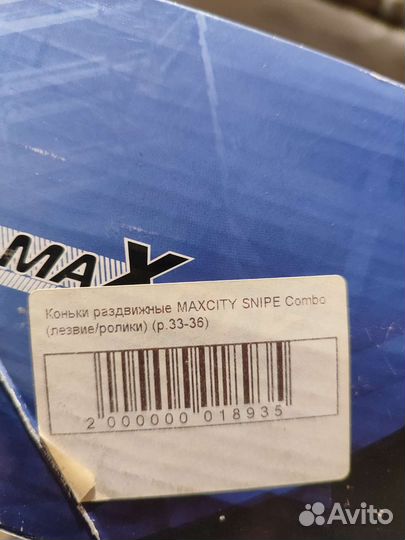 MAX
Коньки раздвижные MAXCITY SNIPE Combo
(лезвие/ролики) (р.33-36)
2 000000 018935
Avito